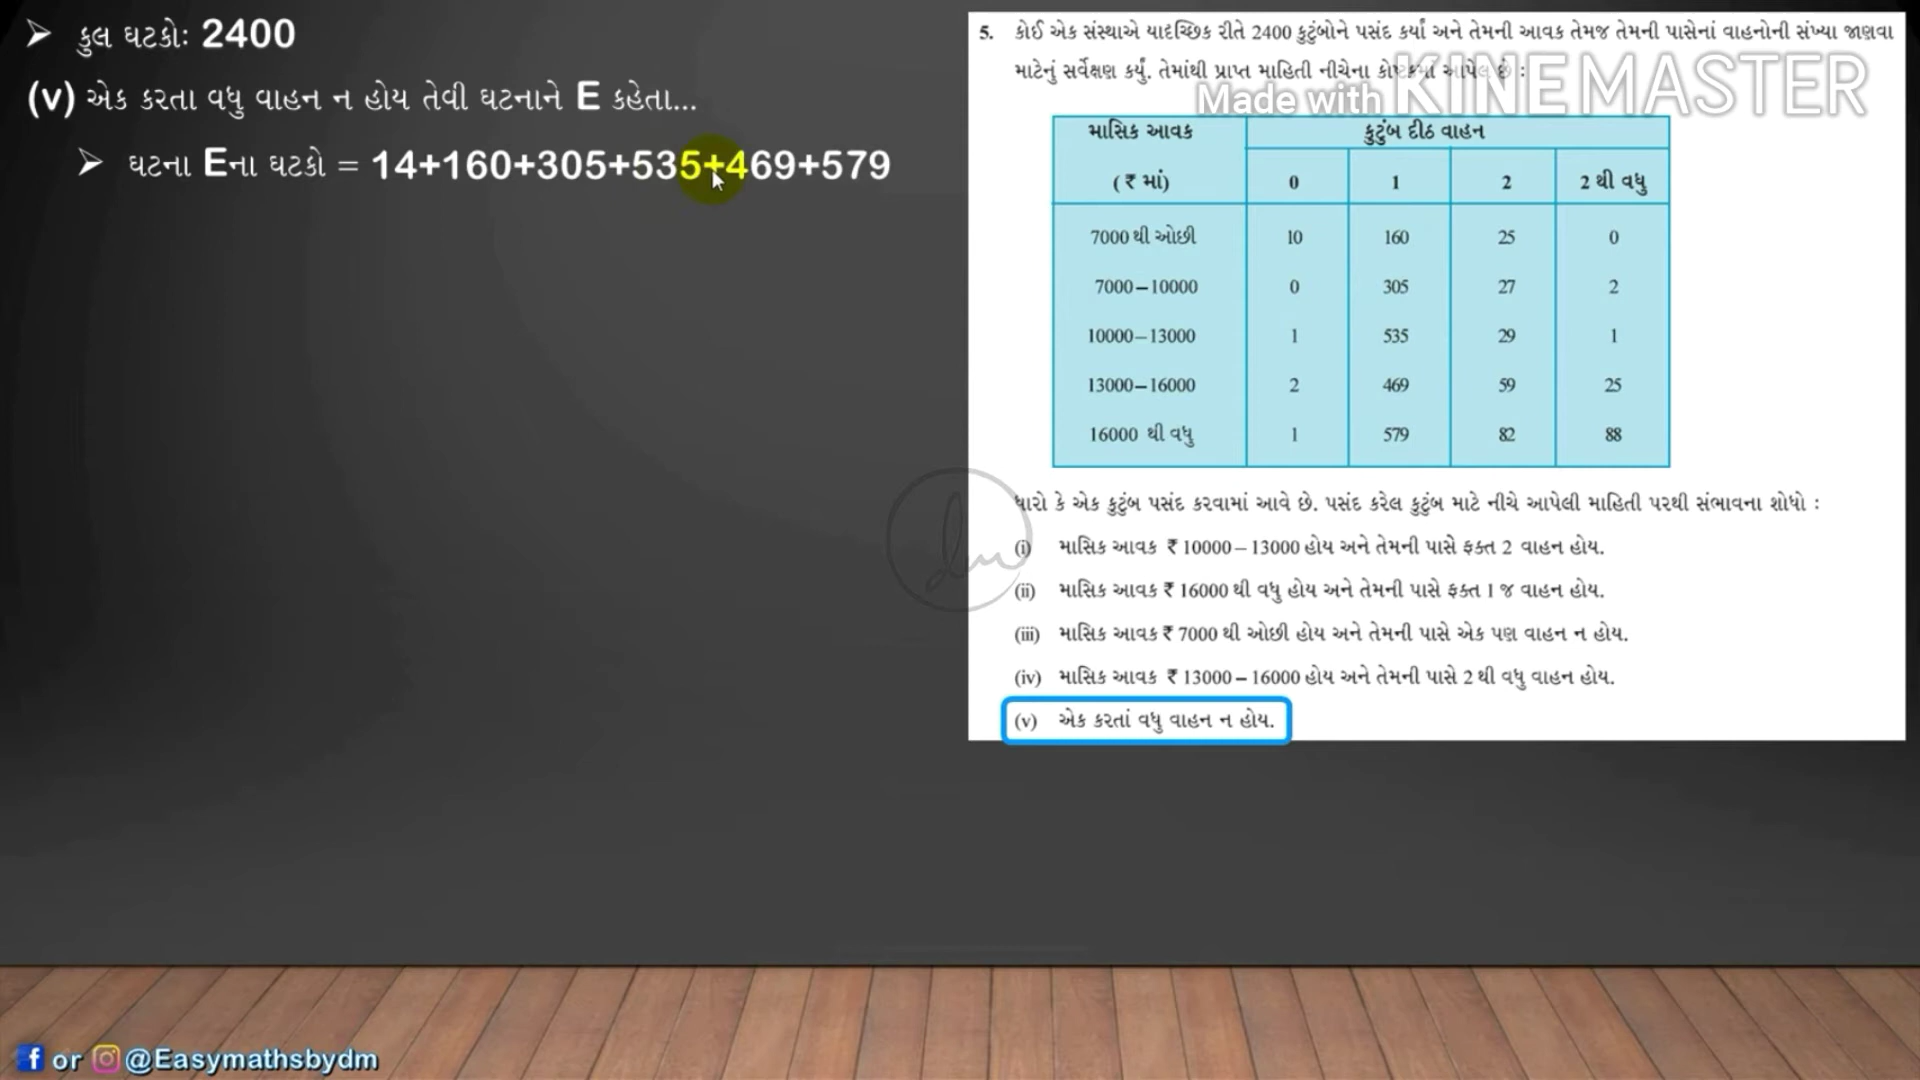 ➤ કુલ ઘટકો: 2400
(v) એક કરતા વધુ વાહન ન હોય તેવી ઘટનાને E કહેતા...
➤ ઘટના Eના ઘટકો = 14+160+305+535+469+579
5. કોઈ એક સંસ્થાએ યાદૃચ્છિક રીતે 2400 કુટુંબોને પસંદ કર્યાં અને તેમની આવક તેમજ તેમની પાસેનાં વાહનોની સંખ્યા જાણવા
માટેનું સર્વેક્ષણ કર્યું. તેમાંથી પ્રાપ્ત માહિતી નીચેના કોષ્ટકમાં આપેલ છે :
Made with KINEMASTER
માસિક આવક કુટુંબ દીઠ વાહન
(₹ માં) 0 1 2 2 થી વધુ
7000 થી ઓછી 10 160 25 0
7000–10000 0 305 27 2
10000–13000 1 535 29 1
13000–16000 2 469 59 25
16000 થી વધુ 1 579 82 88
ધારો કે એક કુટુંબ પસંદ કરવામાં આવે છે. પસંદ કરેલ કુટુંબ માટે નીચે આપેલી માહિતી પરથી સંભાવના શોધો :
(i) માસિક આવક ₹ 10000 – 13000 હોય અને તેમની પાસે ફક્ત 2 વાહન હોય.
(ii) માસિક આવક ₹ 16000 થી વધુ હોય અને તેમની પાસે ફક્ત 1 જ વાહન હોય.
(iii) માસિક આવક ₹ 7000 થી ઓછી હોય અને તેમની પાસે એક પણ વાહન ન હોય.
(iv) માસિક આવક ₹ 13000 – 16000 હોય અને તેમની પાસે 2 થી વધુ વાહન હોય.
(v) એક કરતાં વધુ વાહન ન હોય.
dm
f or @Easymathsbydm